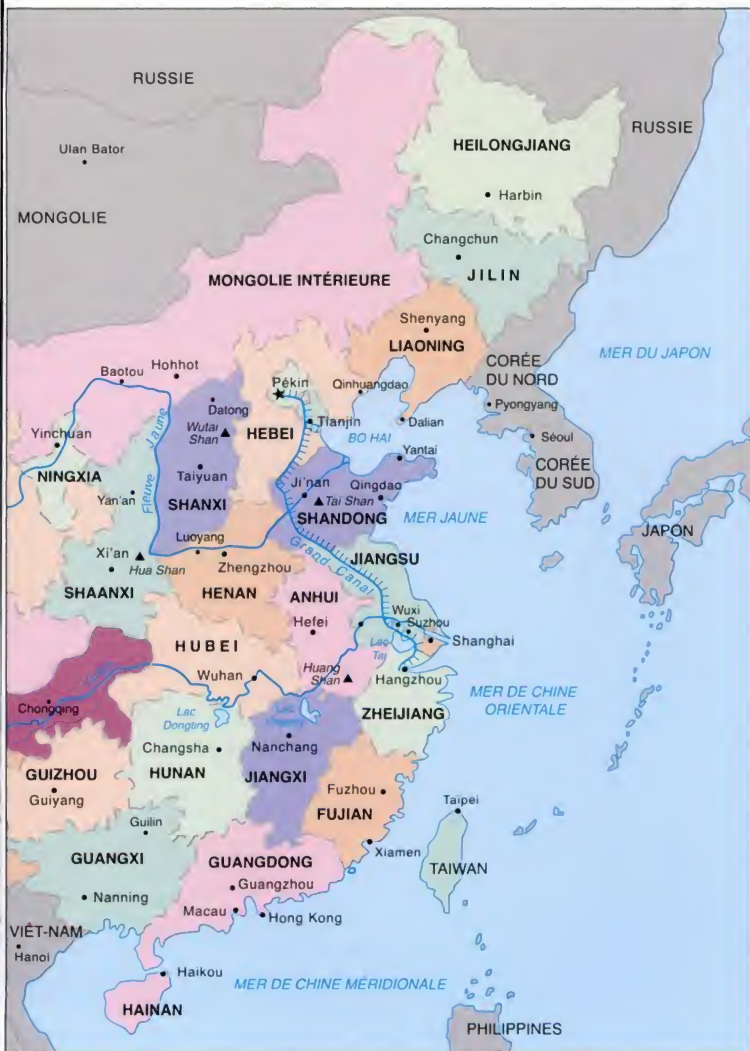 RUSSIE
RUSSIE
HEILONGJIANG
Ulan Bator
Harbin
MONGOLIE
Changchun
JILIN
MONGOLIE INTÉRIEURE
Shenyang
LIAONING
CORÉE
DU NORD
MER DU JAPON
Baotou
Hohhot
Pékin
Qinhuangdao
Pyongyang
Datong
Tianjin
Dalian
Wutai
Shan
HEBEI
BO HAI
Séoul
Yinchuan
Fleuve Jaune
Yantai
CORÉE
DU SUD
NINGXIA
Taiyuan
Ji'nan
Qingdao
Yan'an
SHANXI
Tai Shan
SHANDONG
MER JAUNE
JAPON
Luoyang
Grand Canal
JIANGSU
Xi'an
Hua Shan
Zhengzhou
SHAANXI
HENAN
ANHUI
Wuxi
Hefei
Suzhou
HUBEI
Lac
Tai
Shanghai
Wuhan
Huang
Shan
Hangzhou
MER DE CHINE
ORIENTALE
Chongqing
Lac
Dongting
Lac
ZHEIJIANG
Changsha
Nanchang
GUIZHOU
HUNAN
JIANGXI
Guiyang
Fuzhou
Taipei
FUJIAN
Guilin
Xiamen
GUANGXI
GUANGDONG
TAIWAN
Guangzhou
Nanning
Macau
Hong Kong
VIÊT-NAM
Hanoi
Haikou
MER DE CHINE MÉRIDIONALE
HAINAN
PHILIPPINES